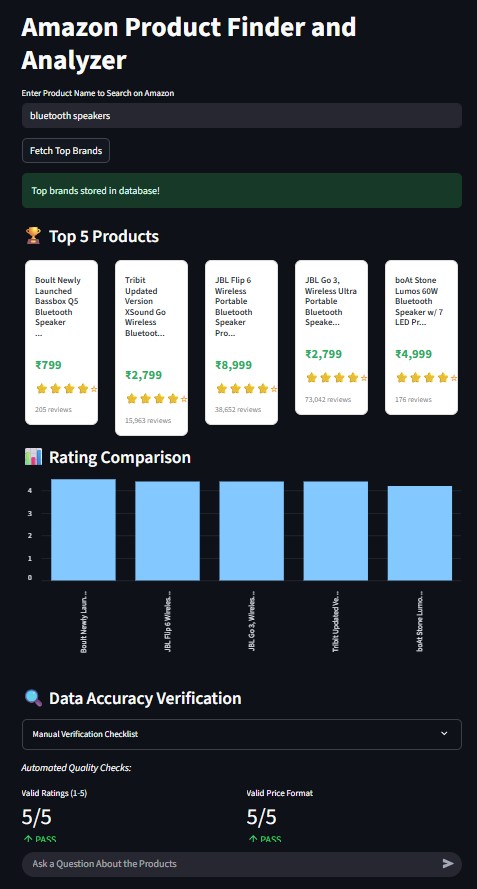 Amazon Product Finder and
Analyzer
Enter Product Name to Search on Amazon
bluetooth speakers
Fetch Top Brands
Top brands stored in database!
Top 5 Products
Boult Newly
Launched
Bassbox Q5
Bluetooth
Speaker
...
₹799
205 reviews
Tribit
Updated
Version
XSound Go
Wireless
Bluetoot...
₹2,799
15,963 reviews
JBL Flip 6
Wireless
Portable
Bluetooth
Speaker
Pro...
₹8,999
38,652 reviews
JBL Go 3,
Wireless Ultra
Portable
Bluetooth
Speake...
₹2,799
73,042 reviews
boAt Stone
Lumos 60W
Bluetooth
Speaker w/ 7
LED Pr...
₹4,999
176 reviews
Rating Comparison
4
3
2
1
0
Boult Newly Laun...
JBL Flip 6 Wireles...
JBL Go 3, Wireles...
Tribit Updated Ve...
boAt Stone Lumo...
Data Accuracy Verification
Manual Verification Checklist
Automated Quality Checks:
Valid Ratings (1-5)
5/5
↑ PASS
Valid Price Format
5/5
↑ PASS
Ask a Question About the Products